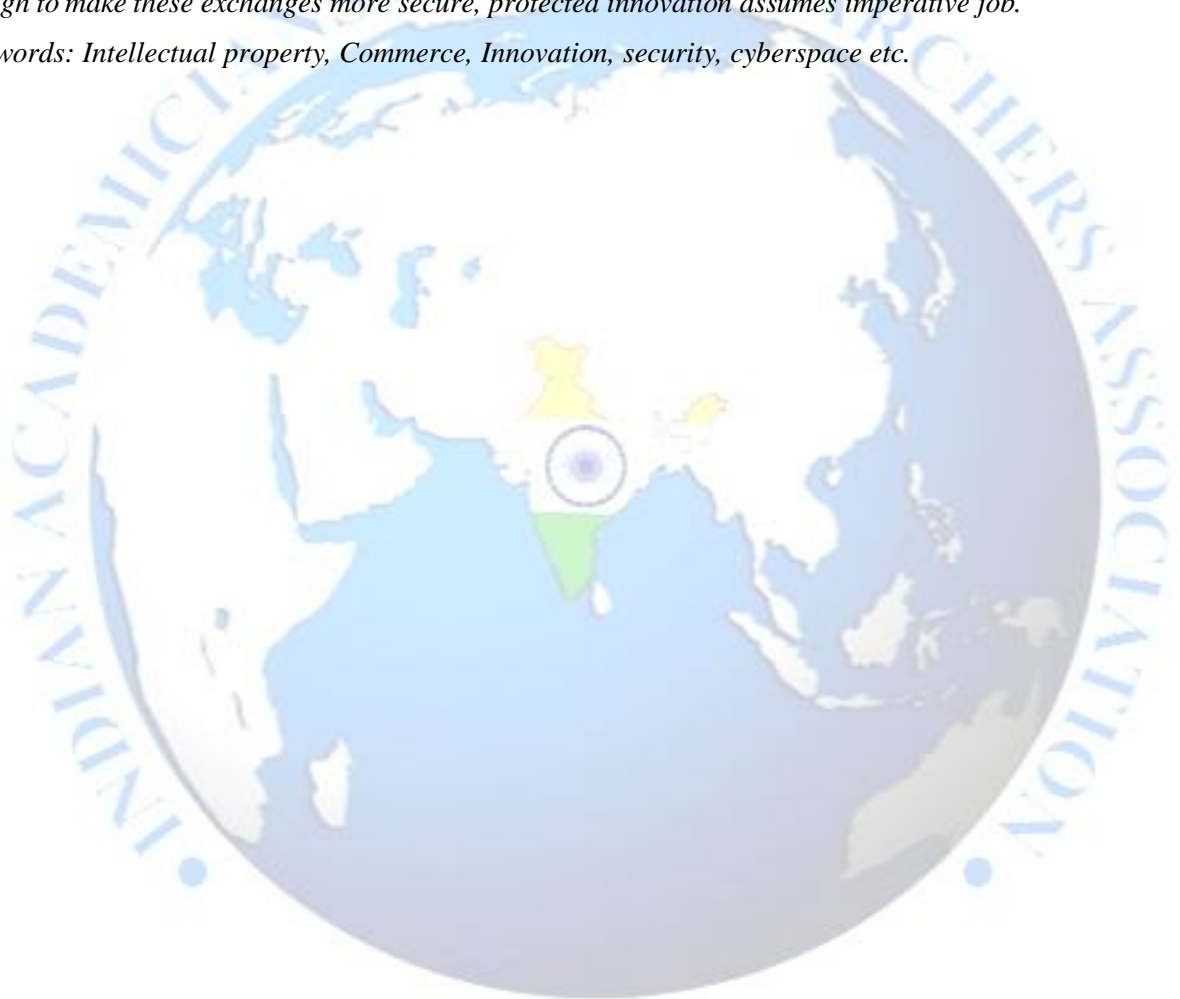 gh to make these exchanges more secure, protected innovation assumes imperative job.
words: Intellectual property, Commerce, Innovation, security, cyberspace etc.
INDIAN ACADEMICI
RCHERS ASSOCIATION